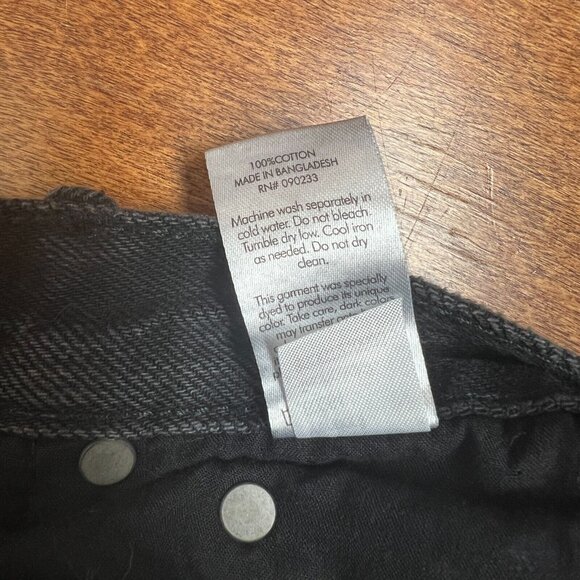 100%COTTON
MADE IN BANGLADESH
RN# 090233
Machine wash separately in
cold water. Do not bleach.
Tumble dry low. Cool iron
as needed. Do not dry
clean.
This garment was specially
dyed to produce its unique
color. Take care, dark colors
may transfer